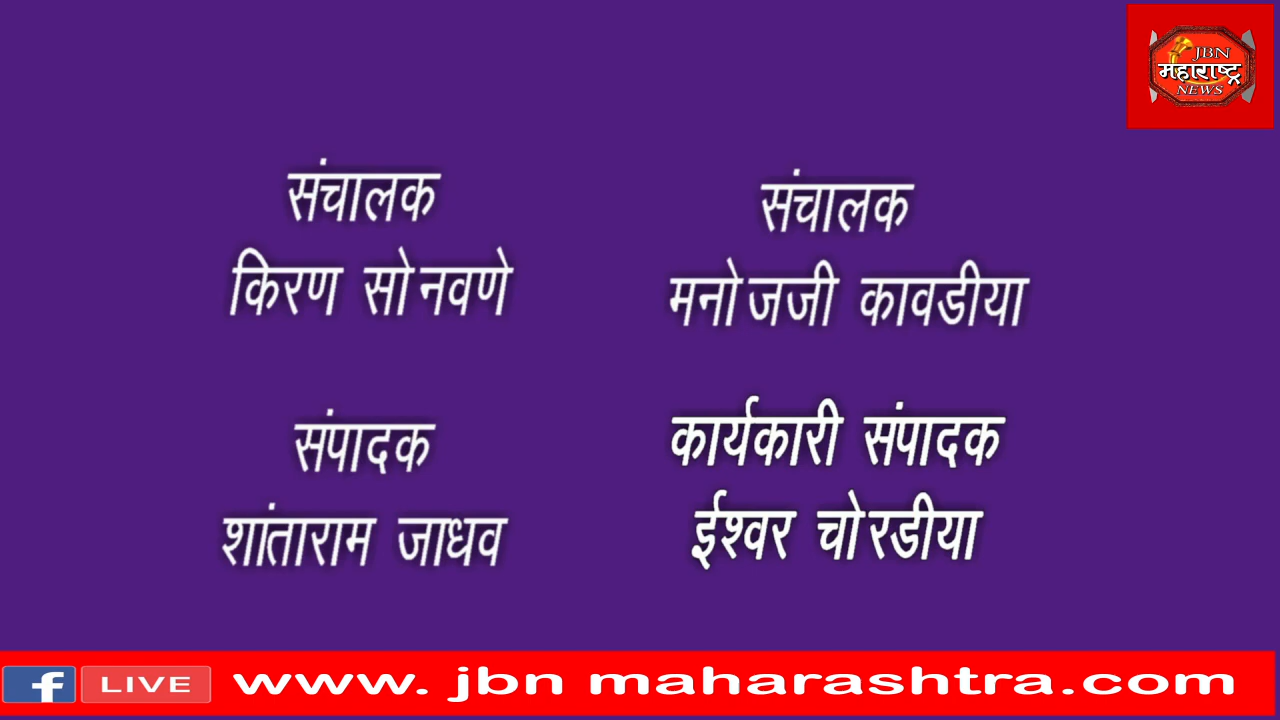 JBN
महाराष्ट्र
NEWS
संचालक
किरण सोनवणे
संचालक
मनोजजी कावडीया
संपादक
शांताराम जाधव
कार्यकारी संपादक
ईश्वर चोरडीया
f LIVE www. jbn maharashtra.com